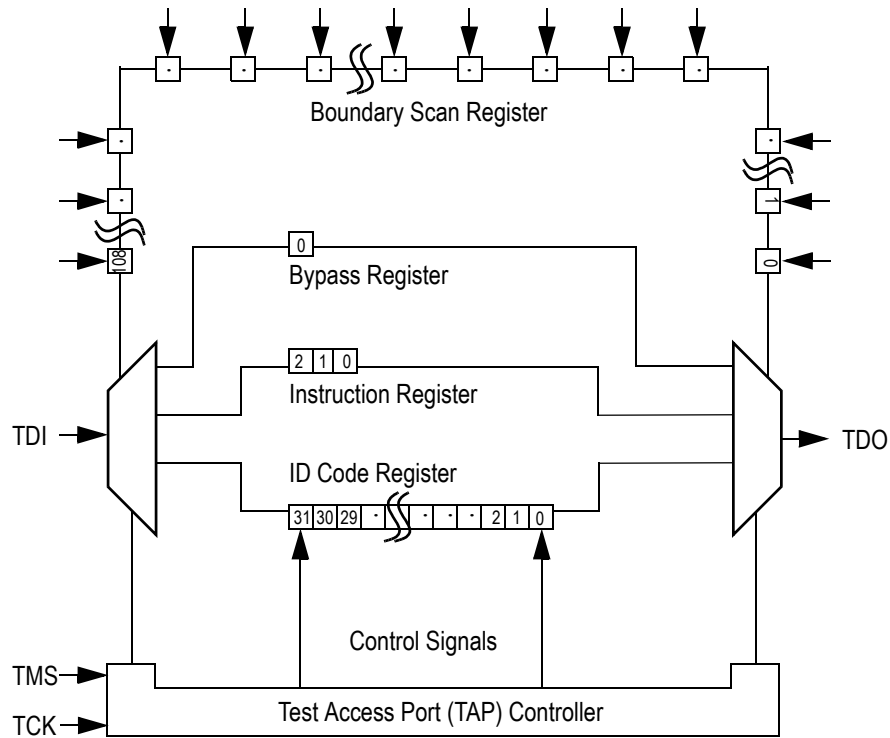 Boundary Scan Register
108
1
0
0
Bypass Register
2 1 0
Instruction Register
TDI
TDO
ID Code Register
31 30 29 · · · · 2 1 0
Control Signals
TMS
Test Access Port (TAP) Controller
TCK